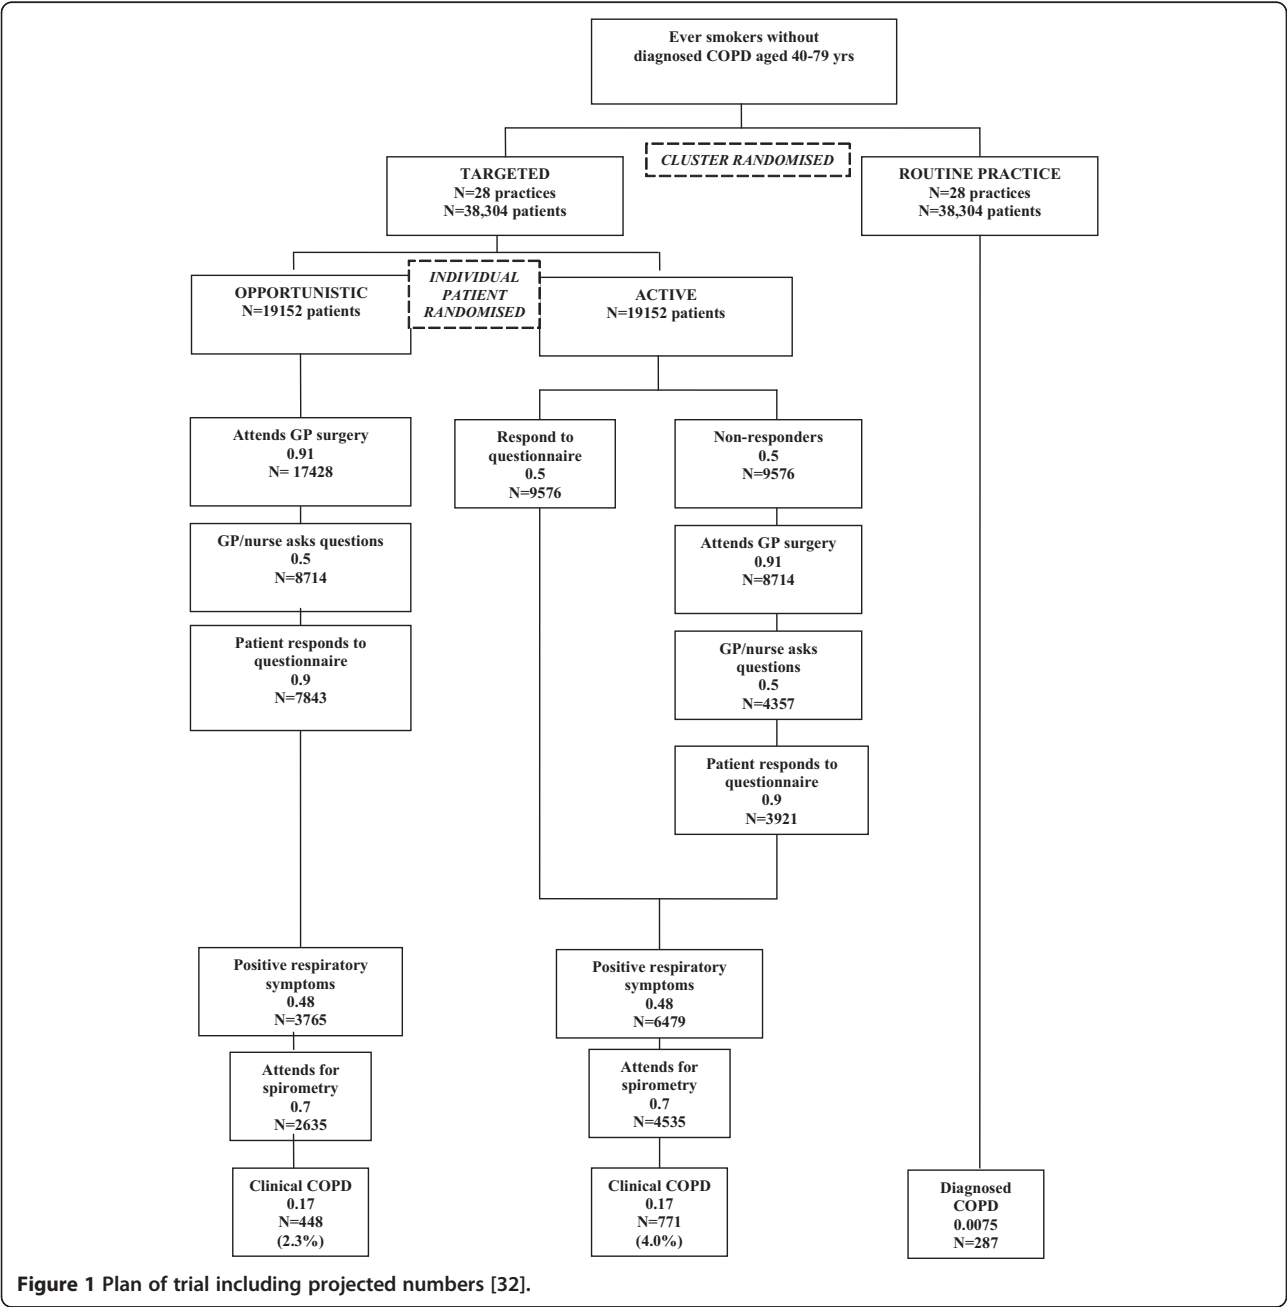 Ever smokers without
diagnosed COPD aged 40-79 yrs
CLUSTER RANDOMISED
TARGETED
N=28 practices
N=38,304 patients
ROUTINE PRACTICE
N=28 practices
N=38,304 patients
INDIVIDUAL
PATIENT
RANDOMISED
OPPORTUNISTIC
N=19152 patients
ACTIVE
N=19152 patients
Attends GP surgery
0.91
N= 17428
Respond to
questionnaire
0.5
N=9576
Non-responders
0.5
N=9576
GP/nurse asks questions
0.5
N=8714
Attends GP surgery
0.91
N=8714
Patient responds to
questionnaire
0.9
N=7843
GP/nurse asks
questions
0.5
N=4357
Patient responds to
questionnaire
0.9
N=3921
Positive respiratory
symptoms
0.48
N=3765
Positive respiratory
symptoms
0.48
N=6479
Attends for
spirometry
0.7
N=2635
Attends for
spirometry
0.7
N=4535
Clinical COPD
0.17
N=448
(2.3%)
Clinical COPD
0.17
N=771
(4.0%)
Diagnosed
COPD
0.0075
N=287
Figure 1 Plan of trial including projected numbers [32].